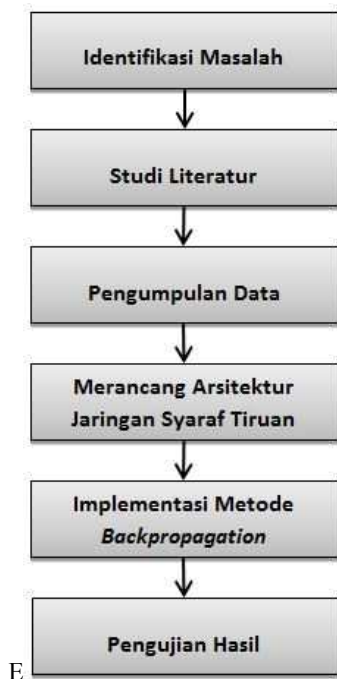 Identifikasi Masalah
Studi Literatur
Pengumpulan Data
Merancang Arsitektur
Jaringan Syaraf Tiruan
Implementasi Metode
Backpropagation
Pengujian Hasil
E